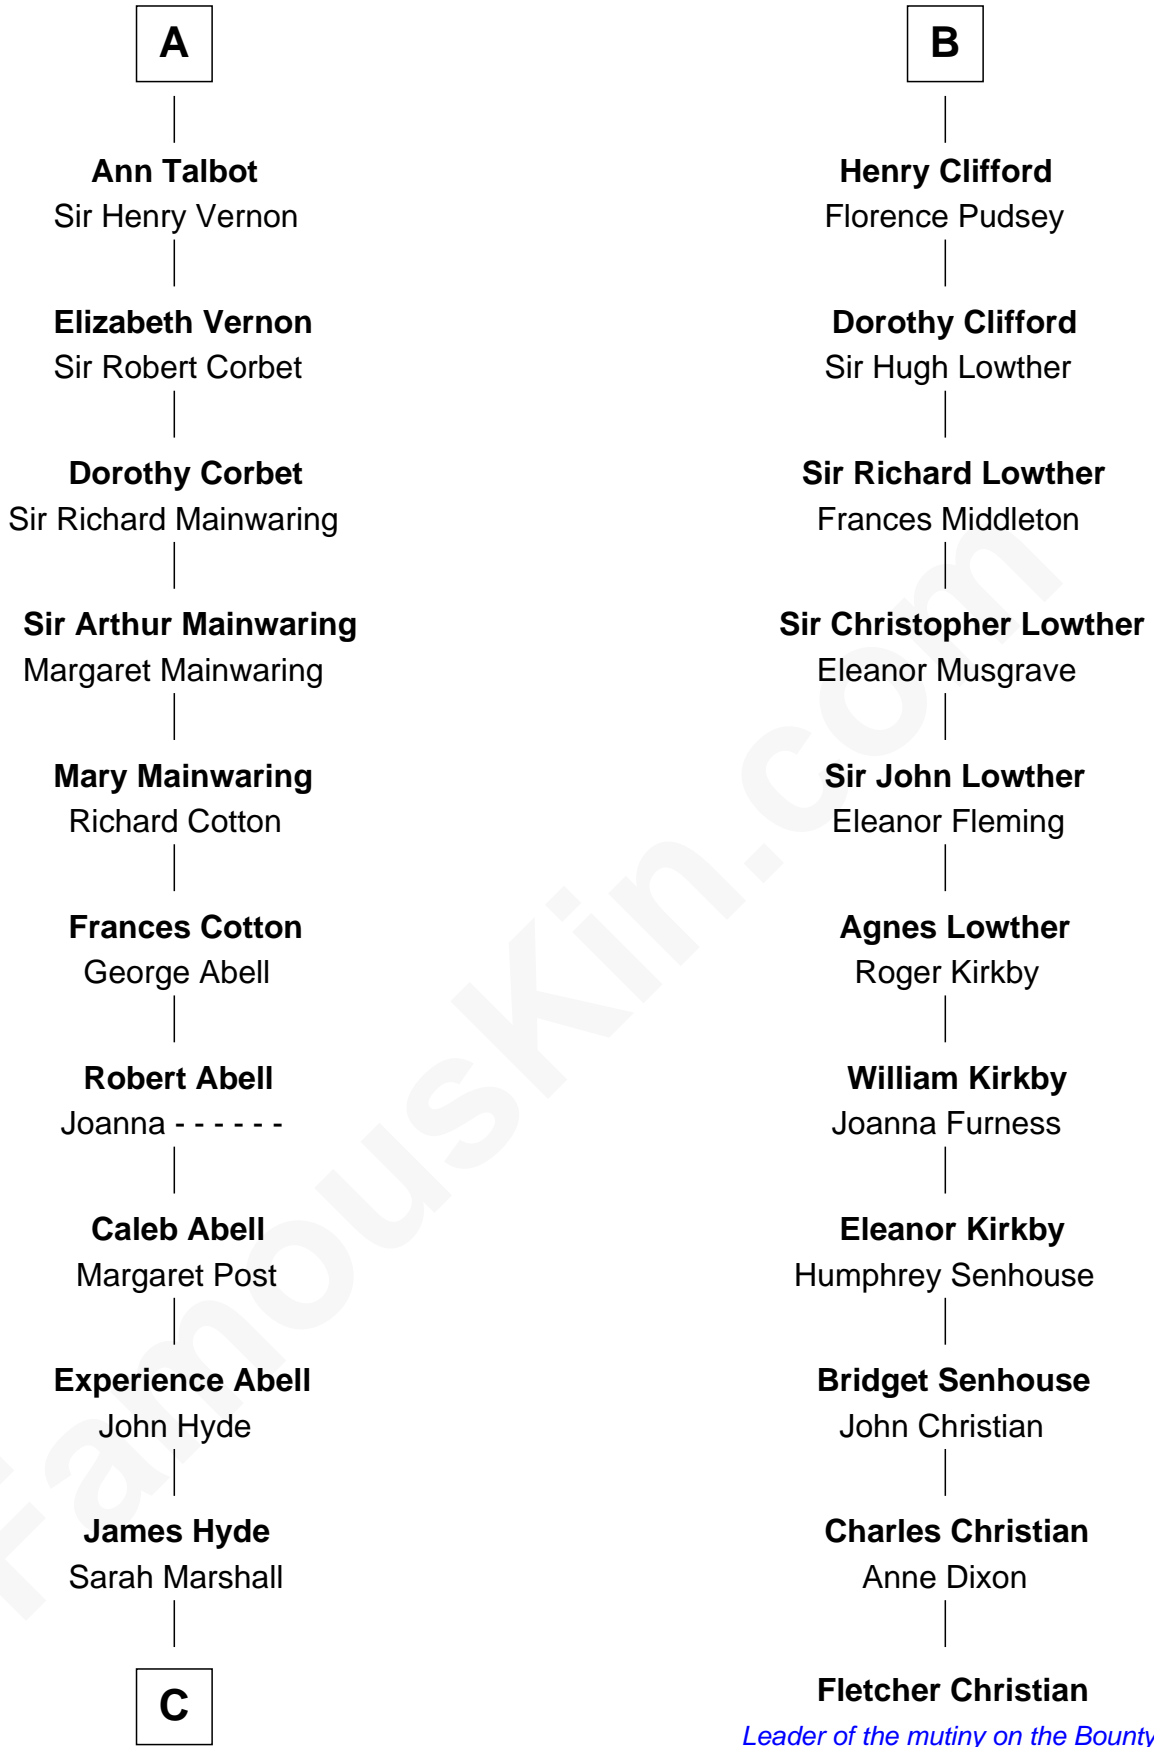 A
Ann Talbot
Sir Henry Vernon
Elizabeth Vernon
Sir Robert Corbet
Dorothy Corbet
Sir Richard Mainwaring
Sir Arthur Mainwaring
Margaret Mainwaring
Mary Mainwaring
Richard Cotton
Frances Cotton
George Abell
Robert Abell
Joanna - - - - - -
Caleb Abell
Margaret Post
Experience Abell
John Hyde
James Hyde
Sarah Marshall
C
B
Henry Clifford
Florence Pudsey
Dorothy Clifford
Sir Hugh Lowther
Sir Richard Lowther
Frances Middleton
Sir Christopher Lowther
Eleanor Musgrave
Sir John Lowther
Eleanor Fleming
Agnes Lowther
Roger Kirkby
William Kirkby
Joanna Furness
Eleanor Kirkby
Humphrey Senhouse
Bridget Senhouse
John Christian
Charles Christian
Anne Dixon
Fletcher Christian
Leader of the mutiny on the Bounty
FamousKin.com